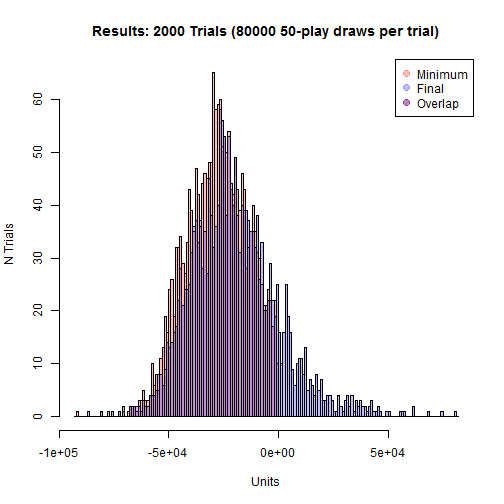 Results: 2000 Trials (80000 50-play draws per trial)
Minimum
Final
Overlap
60
50
40
30
20
10
0
N Trials
-1e+05
-5e+04
0e+00
5e+04
Units